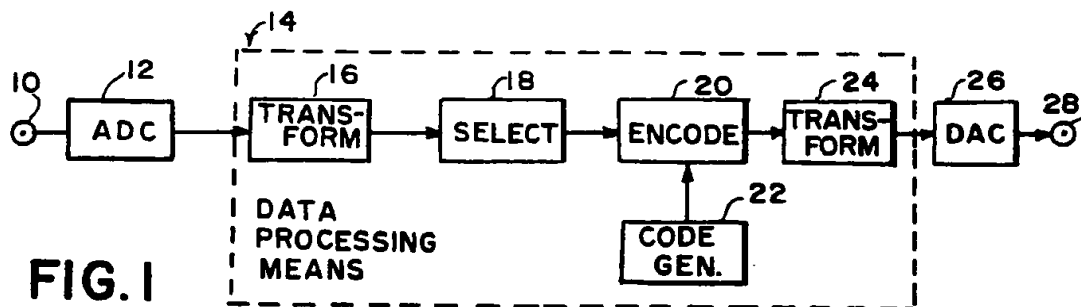 14
10
12
16
18
20
24
26
28
ADC
TRANS-
FORM
SELECT
ENCODE
TRANS-
FORM
DAC
22
DATA
PROCESSING
MEANS
CODE
GEN.
FIG. 1